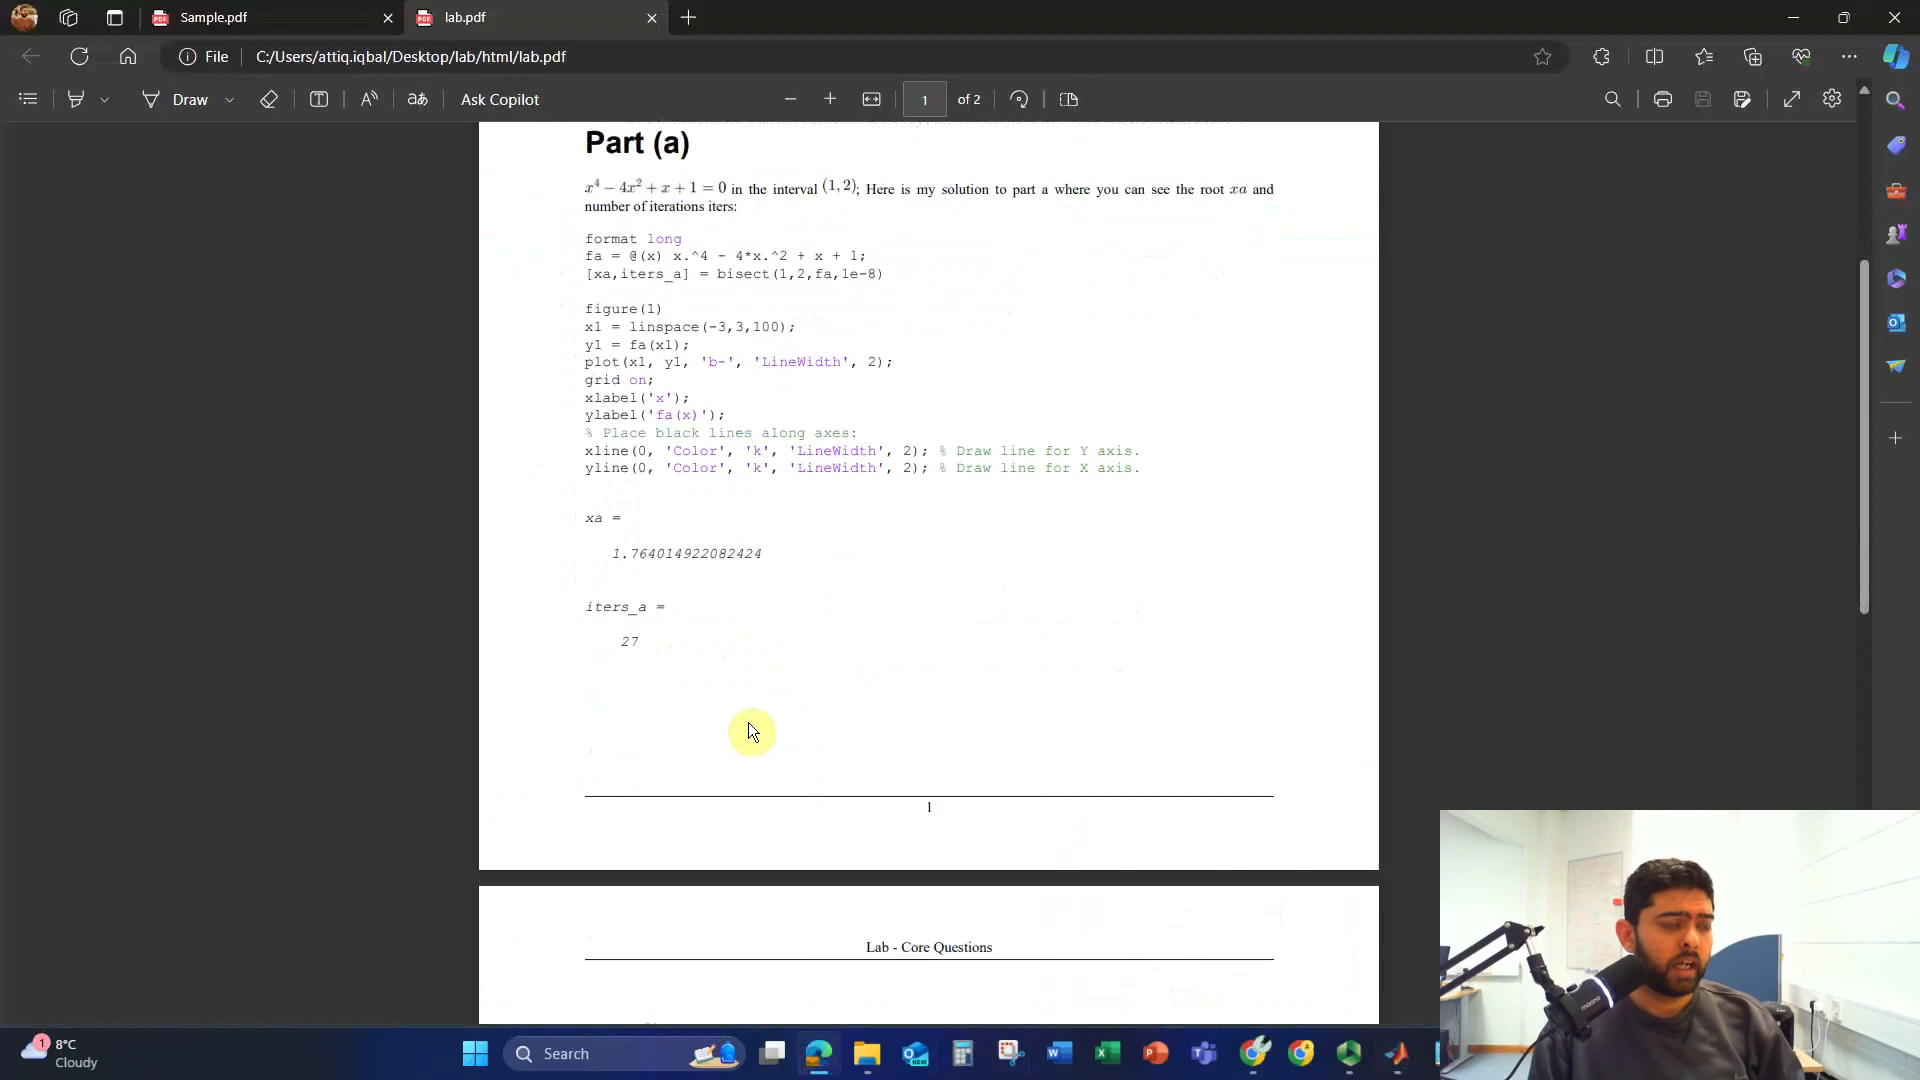 Sample.pdf
lab.pdf
File
C:/Users/attiq.iqbal/Desktop/lab/html/lab.pdf
Draw
Ask Copilot
1 of 2
Part (a)
x⁴ − 4x² + x + 1 = 0 in the interval (1, 2); Here is my solution to part a where you can see the root xa and
number of iterations iters:
format long
fa = @(x) x.^4 - 4*x.^2 + x + 1;
[xa,iters_a] = bisect(1,2,fa,1e-8)
figure(1)
x1 = linspace(-3,3,100);
y1 = fa(x1);
plot(x1, y1, 'b-', 'LineWidth', 2);
grid on;
xlabel('x');
ylabel('fa(x)');
% Place black lines along axes:
xline(0, 'Color', 'k', 'LineWidth', 2); % Draw line for Y axis.
yline(0, 'Color', 'k', 'LineWidth', 2); % Draw line for X axis.
xa =
1.764014922082424
iters_a =
27
1
Lab - Core Questions
1
8°C
Cloudy
Search